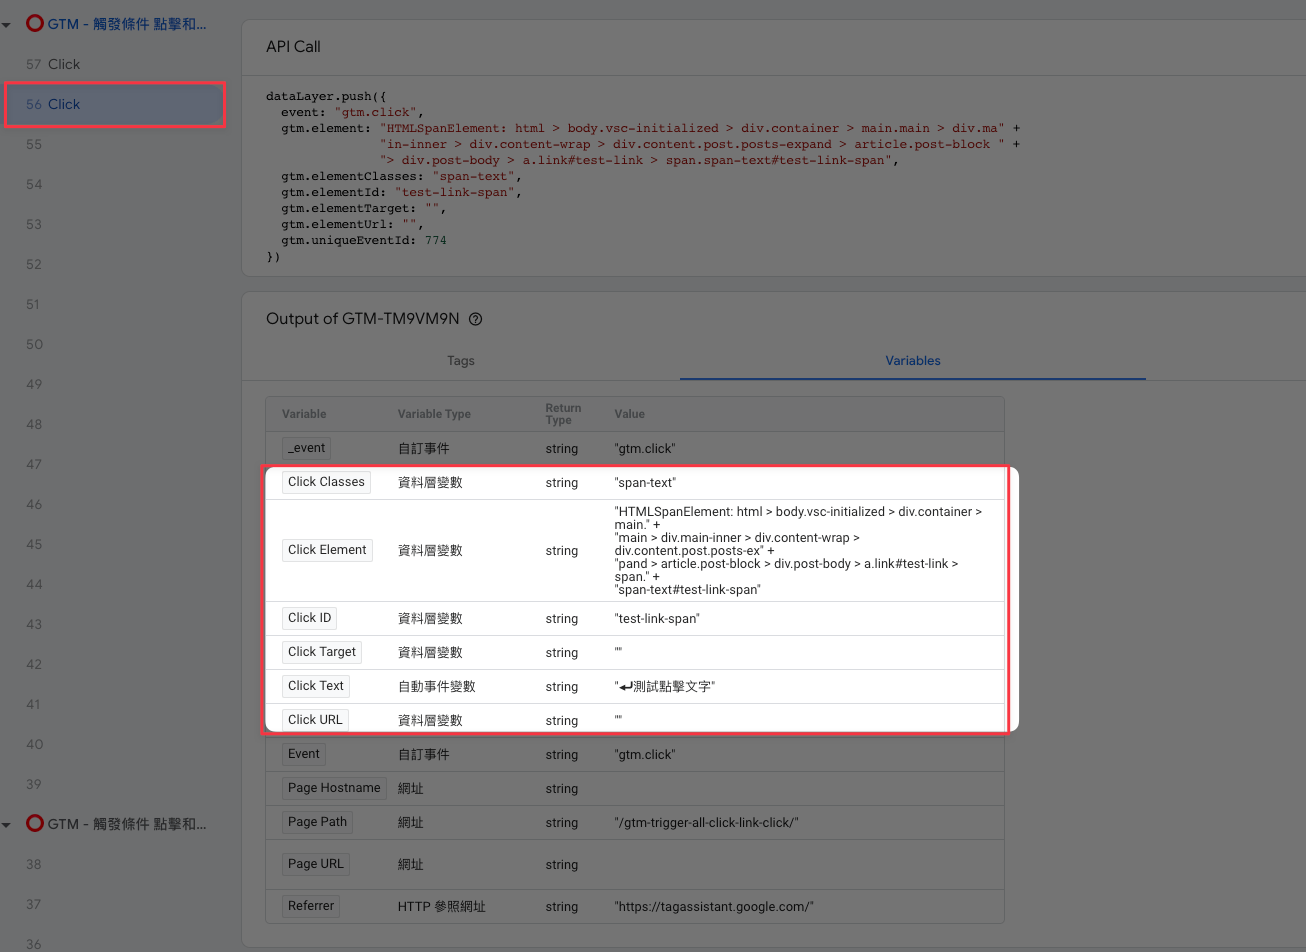 GTM - 觸發條件 點擊和...
57 Click
56 Click
55
54
53
52
51
50
49
48
47
46
45
44
43
42
41
40
39
GTM - 觸發條件 點擊和...
38
37
36
API Call
dataLayer.push({
event: "gtm.click",
gtm.element: "HTMLSpanElement: html > body.vsc-initialized > div.container > main.main > div.ma" +
"in-inner > div.content-wrap > div.content.post.posts-expand > article.post-block " +
"> div.post-body > a.link#test-link > span.span-text#test-link-span",
gtm.elementClasses: "span-text",
gtm.elementId: "test-link-span",
gtm.elementTarget: "",
gtm.elementUrl: "",
gtm.uniqueEventId: 774
})
Output of GTM-TM9VM9N
Tags Variables
Variable Variable Type Return Type Value
_event 自訂事件 string "gtm.click"
Click Classes 資料層變數 string "span-text"
Click Element 資料層變數 string "HTMLSpanElement: html > body.vsc-initialized > div.container >
main." +
"main > div.main-inner > div.content-wrap >
div.content.post.posts-ex" +
"pand > article.post-block > div.post-body > a.link#test-link >
span." +
"span-text#test-link-span"
Click ID 資料層變數 string "test-link-span"
Click Target 資料層變數 string ""
Click Text 自動事件變數 string "↵測試點擊文字"
Click URL 資料層變數 string ""
Event 自訂事件 string "gtm.click"
Page Hostname 網址 string
Page Path 網址 string "/gtm-trigger-all-click-link-click/"
Page URL 網址 string
Referrer HTTP 參照網址 string "https://tagassistant.google.com/"